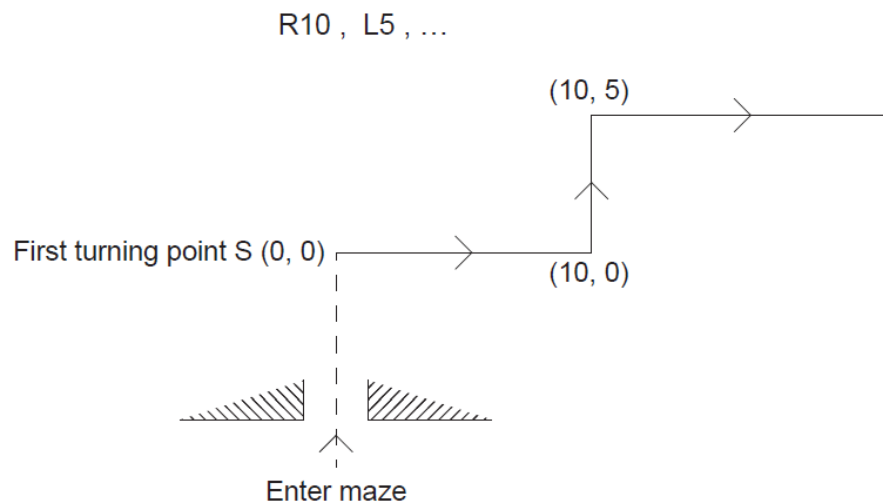 R10 , L5 , ...
(10, 5)
First turning point S (0, 0)
(10, 0)
Enter maze